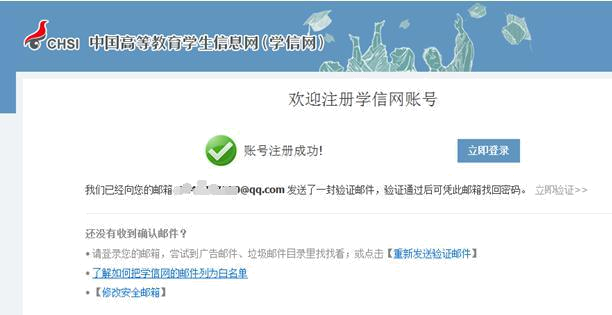 CHSI 中国高等教育学生信息网(学信网)
欢迎注册学信网账号
账号注册成功!
立即登录
我们已经向您的邮箱 0@qq.com 发送了一封验证邮件，验证通过后可凭此邮箱找回密码。 立即验证>>
还没有收到确认邮件？
• 请登录您的邮箱，尝试到广告邮件、垃圾邮件目录里找找看；或点击【重新发送验证邮件】
• 了解如何把学信网的邮件列为白名单
• 【修改安全邮箱】